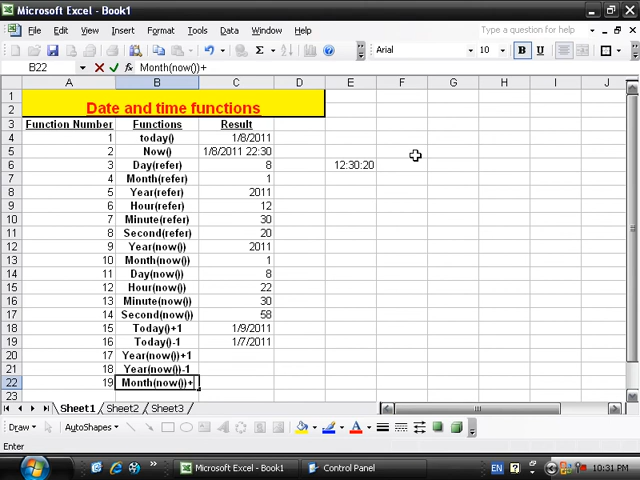 Microsoft Excel - Book1
File Edit View Insert Format Tools Data Window Help Type a question for help
Arial 10 B U
B22 Month(now())+
A B C D E F G H I J
1
2 Date and time functions
3 Function Number Functions Result
4 1 today() 1/8/2011
5 2 Now() 1/8/2011 22:30
6 3 Day(refer) 8 12:30:20
7 4 Month(refer) 1
8 5 Year(refer) 2011
9 6 Hour(refer) 12
10 7 Minute(refer) 30
11 8 Second(refer) 20
12 9 Year(now()) 2011
13 10 Month(now()) 1
14 11 Day(now()) 8
15 12 Hour(now()) 22
16 13 Minute(now()) 30
17 14 Second(now()) 58
18 15 Today()+1 1/9/2011
19 16 Today()-1 1/7/2011
20 17 Year(now())+1
21 18 Year(now())-1
22 19 Month(now())+
23
Sheet1 Sheet2 Sheet3
Draw AutoShapes
Enter
Microsoft Excel - Book1 Control Panel EN 10:31 PM